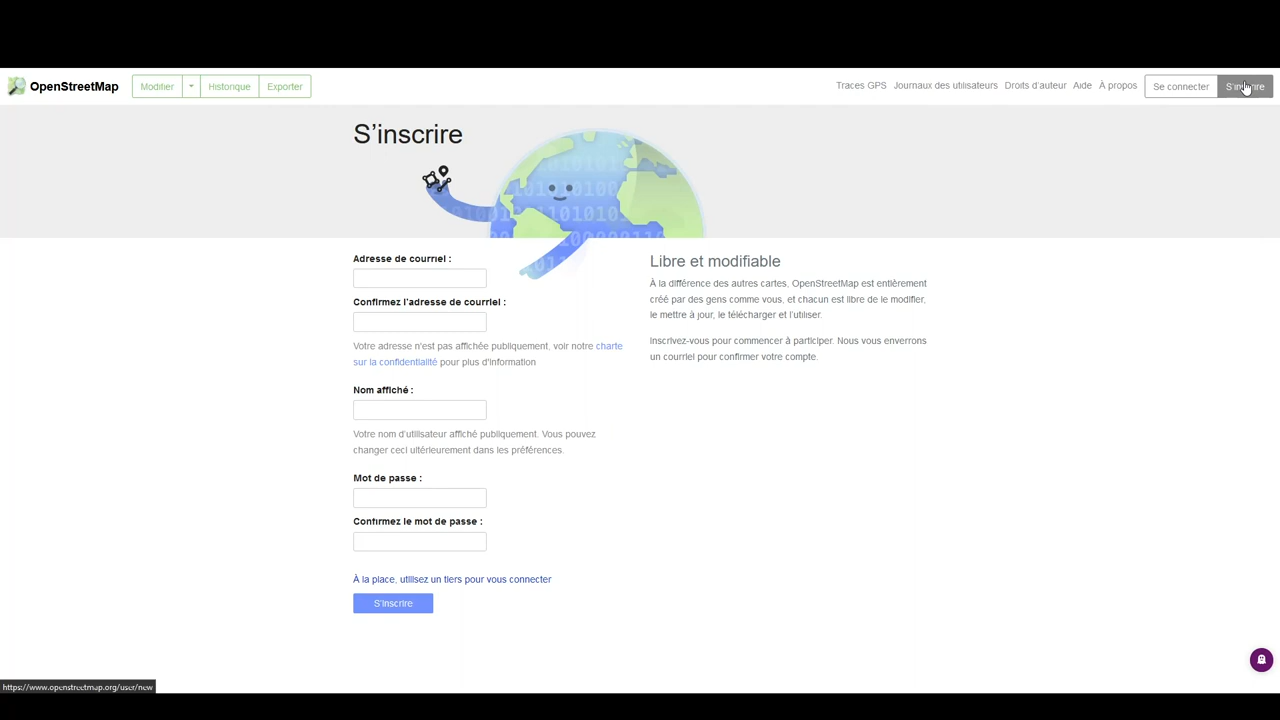 OpenStreetMap Modifier Historique Exporter Traces GPS Journaux des utilisateurs Droits d'auteur Aide À propos Se connecter
S'inscrire
Adresse de courriel :
Confirmez l'adresse de courriel :
Votre adresse n'est pas affichée publiquement, voir notre charte
sur la confidentialité pour plus d'information
Nom affiché :
Votre nom d'utilisateur affiché publiquement. Vous pouvez
changer ceci ultérieurement dans les préférences.
Mot de passe :
Confirmez le mot de passe :
À la place, utilisez un tiers pour vous connecter
S'inscrire
Libre et modifiable
À la différence des autres cartes, OpenStreetMap est entièrement
créé par des gens comme vous, et chacun est libre de le modifier,
le mettre à jour, le télécharger et l'utiliser.
Inscrivez-vous pour commencer à participer. Nous vous enverrons
un courriel pour confirmer votre compte.
https://www.openstreetmap.org/user/new